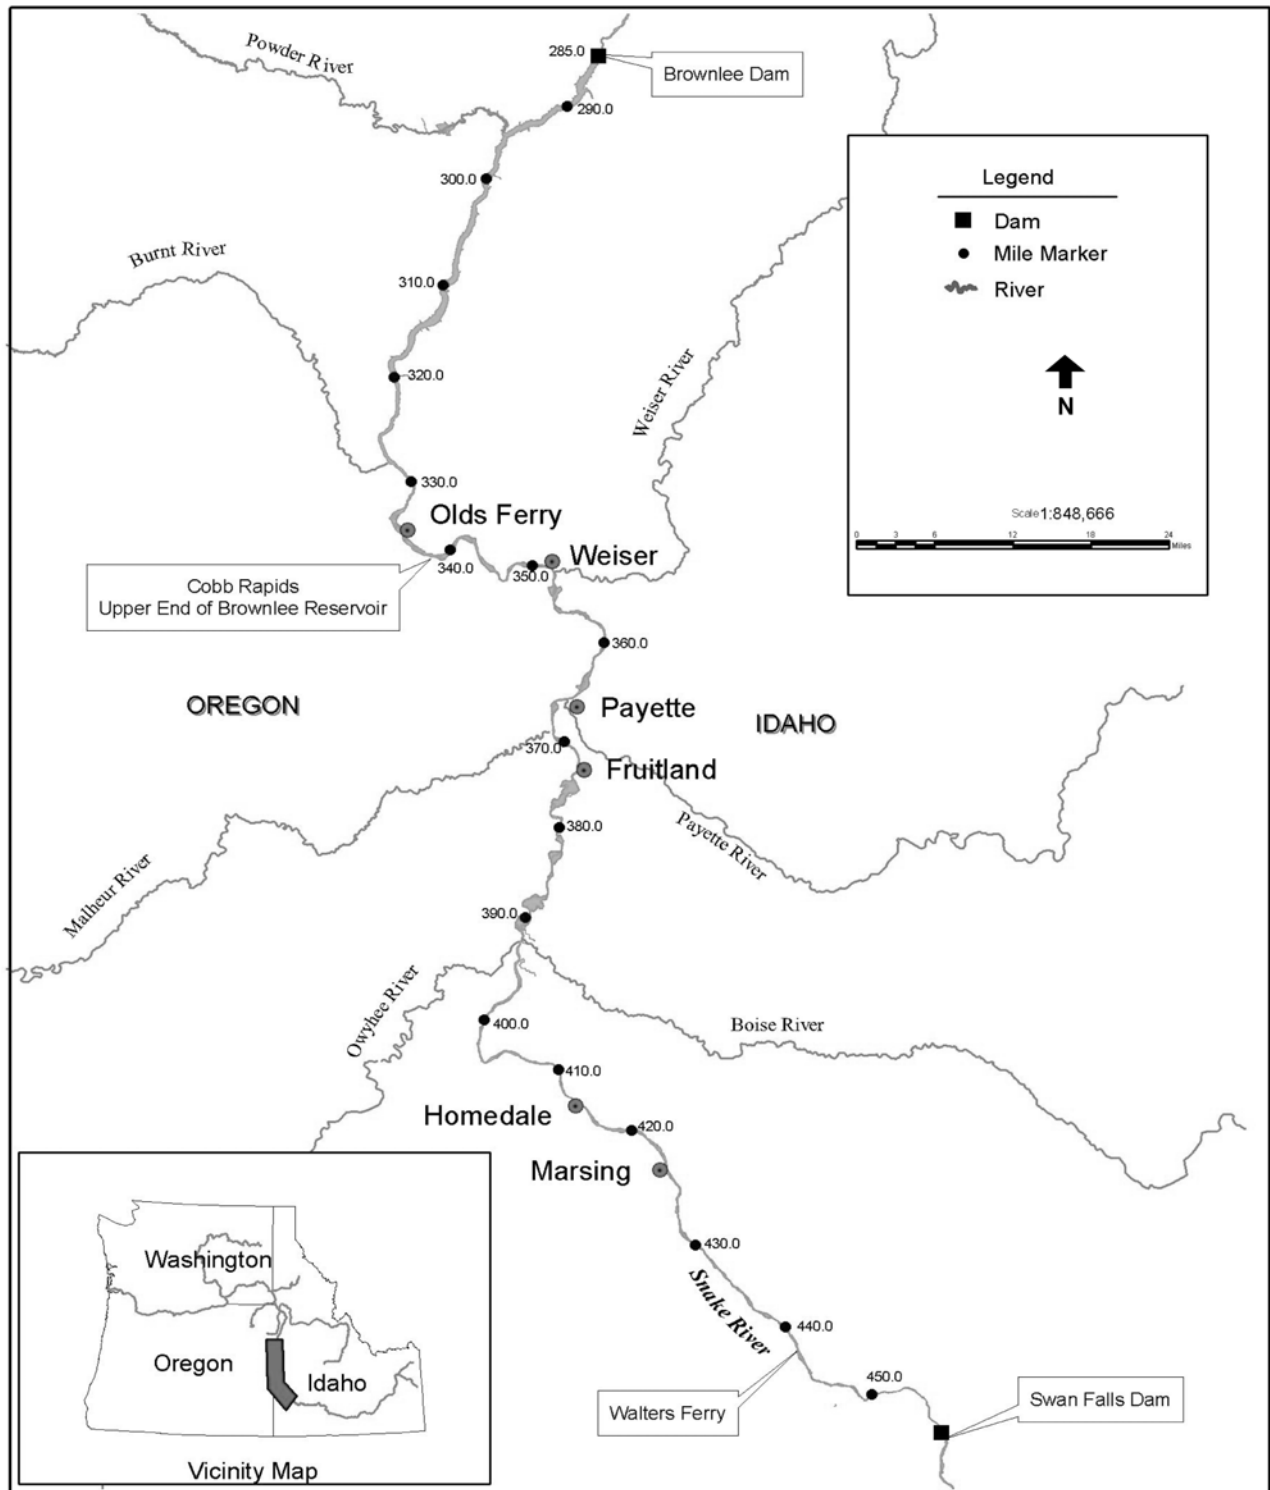 Powder River
285.0
Brownlee Dam
290.0
300.0
Burnt River
310.0
320.0
Weiser River
330.0
Olds Ferry
340.0
350.0
Weiser
Cobb Rapids
Upper End of Brownlee Reservoir
360.0
OREGON
Payette
IDAHO
370.0
Fruitland
380.0
Payette River
Malheur River
390.0
Owyhee River
400.0
Boise River
410.0
Homedale
420.0
Marsing
430.0
Snake River
440.0
450.0
Walters Ferry
Swan Falls Dam
Legend
Dam
Mile Marker
River
N
Scale 1:848,666
0 3 6 12 18 24
Miles
Washington
Oregon
Idaho
Vicinity Map